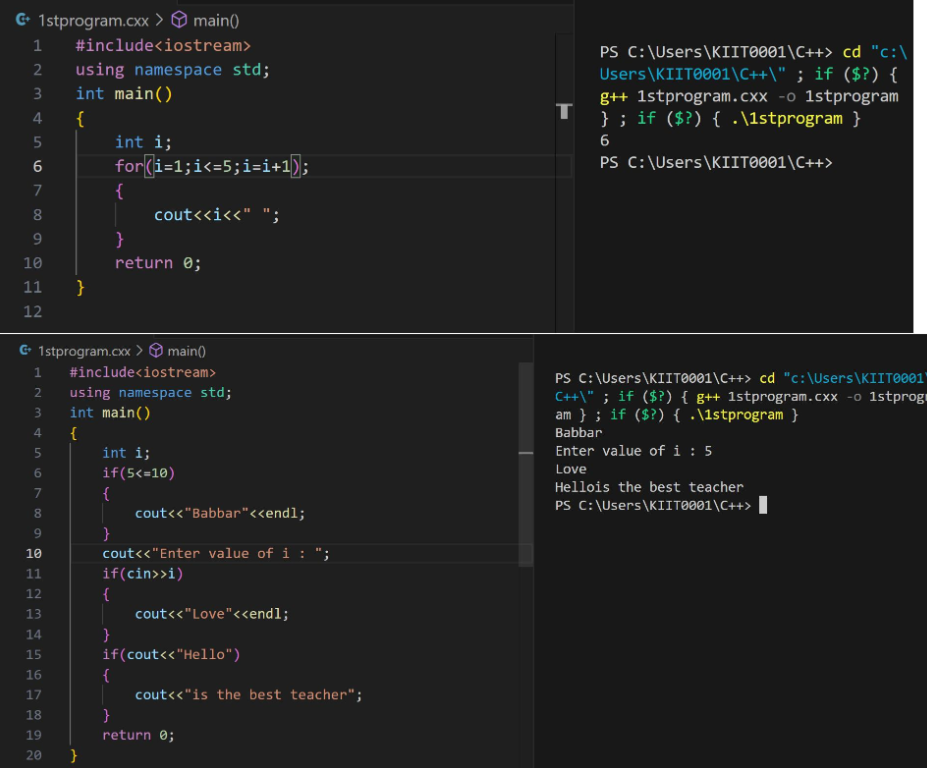 1stprogram.cxx > main()
1 #include<iostream>
2 using namespace std;
3 int main()
4 {
5 int i;
6 for(i=1;i<=5;i=i+1);
7 {
8 cout<<i<<" ";
9 }
10 return 0;
11 }
12
PS C:\Users\KIIT0001\C++> cd "c:\
Users\KIIT0001\C++\" ; if ($?) {
g++ 1stprogram.cxx -o 1stprogram
} ; if ($?) { .\1stprogram }
6
PS C:\Users\KIIT0001\C++>
1stprogram.cxx > main()
1 #include<iostream>
2 using namespace std;
3 int main()
4 {
5 int i;
6 if(5<=10)
7 {
8 cout<<"Babbar"<<endl;
9 }
10 cout<<"Enter value of i : ";
11 if(cin>>i)
12 {
13 cout<<"Love"<<endl;
14 }
15 if(cout<<"Hello")
16 {
17 cout<<"is the best teacher";
18 }
19 return 0;
20 }
PS C:\Users\KIIT0001\C++> cd "c:\Users\KIIT0001\
C++\" ; if ($?) { g++ 1stprogram.cxx -o 1stprogr
am } ; if ($?) { .\1stprogram }
Babbar
Enter value of i : 5
Love
Hellois the best teacher
PS C:\Users\KIIT0001\C++>